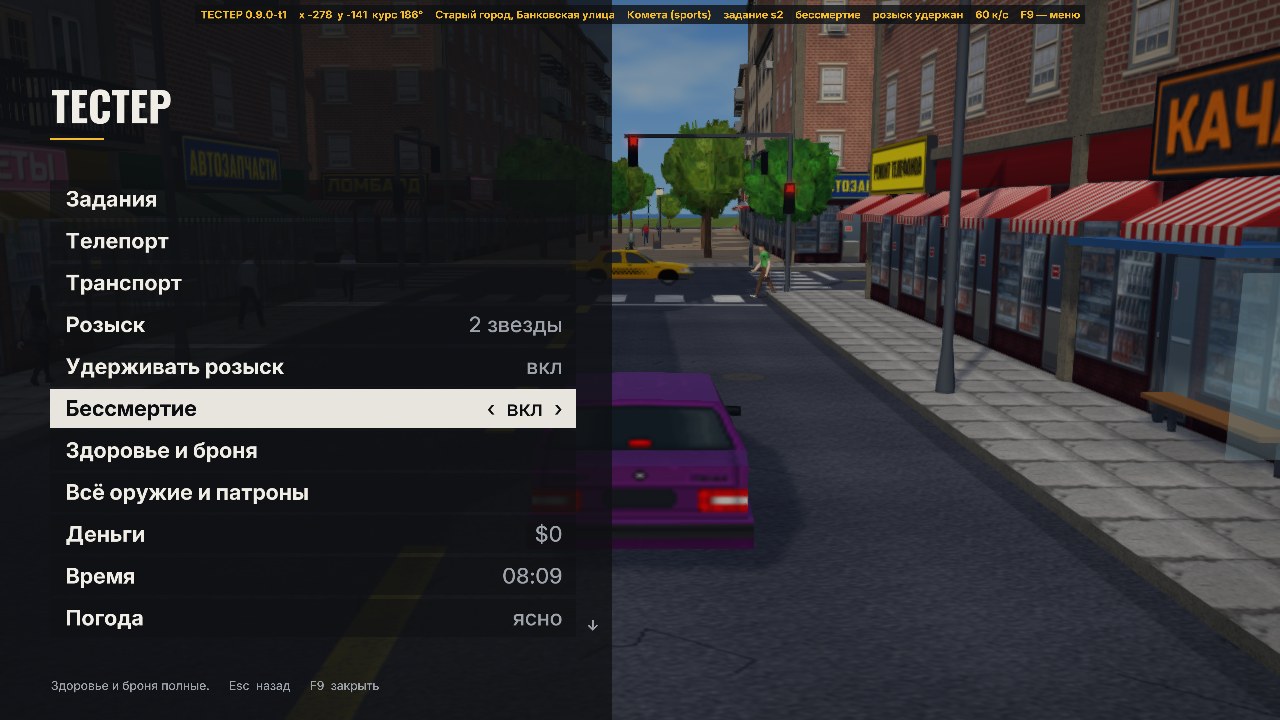 ТЕСТЕР 0.9.0-t1 x -278 y -141 курс 186° Старый город, Банковская улица Комета (sports) задание s2 бессмертие розыск удержан 60 к/с F9 — меню
ТЕСТЕР
АВТОЗАПЧАСТИ
ЛОМБАРД
РЕМОНТ ТЕЛЕФОНОВ
Задания
Телепорт
Транспорт
Розыск 2 звезды
Удерживать розыск вкл
Бессмертие ‹ вкл ›
Здоровье и броня
Всё оружие и патроны
Деньги $0
Время 08:09
Погода ясно ↓
Здоровье и броня полные. Esc назад F9 закрыть